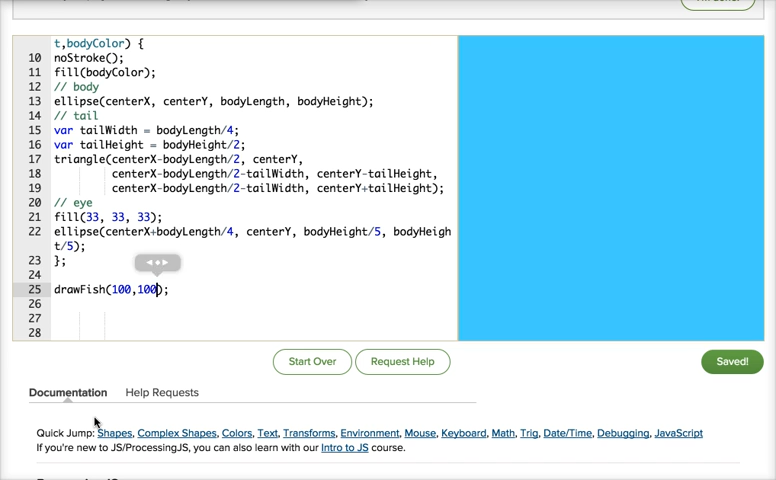 t,bodyColor) {
10 noStroke();
11 fill(bodyColor);
12 // body
13 ellipse(centerX, centerY, bodyLength, bodyHeight);
14 // tail
15 var tailWidth = bodyLength/4;
16 var tailHeight = bodyHeight/2;
17 triangle(centerX-bodyLength/2, centerY,
18 centerX-bodyLength/2-tailWidth, centerY-tailHeight,
19 centerX-bodyLength/2-tailWidth, centerY+tailHeight);
20 // eye
21 fill(33, 33, 33);
22 ellipse(centerX+bodyLength/4, centerY, bodyHeight/5, bodyHeigh
t/5);
23 };
24
25 drawFish(100,100);
26
27
28
Start Over Request Help Saved!
Documentation Help Requests
Quick Jump: Shapes, Complex Shapes, Colors, Text, Transforms, Environment, Mouse, Keyboard, Math, Trig, Date/Time, Debugging, JavaScript
If you're new to JS/ProcessingJS, you can also learn with our Intro to JS course.